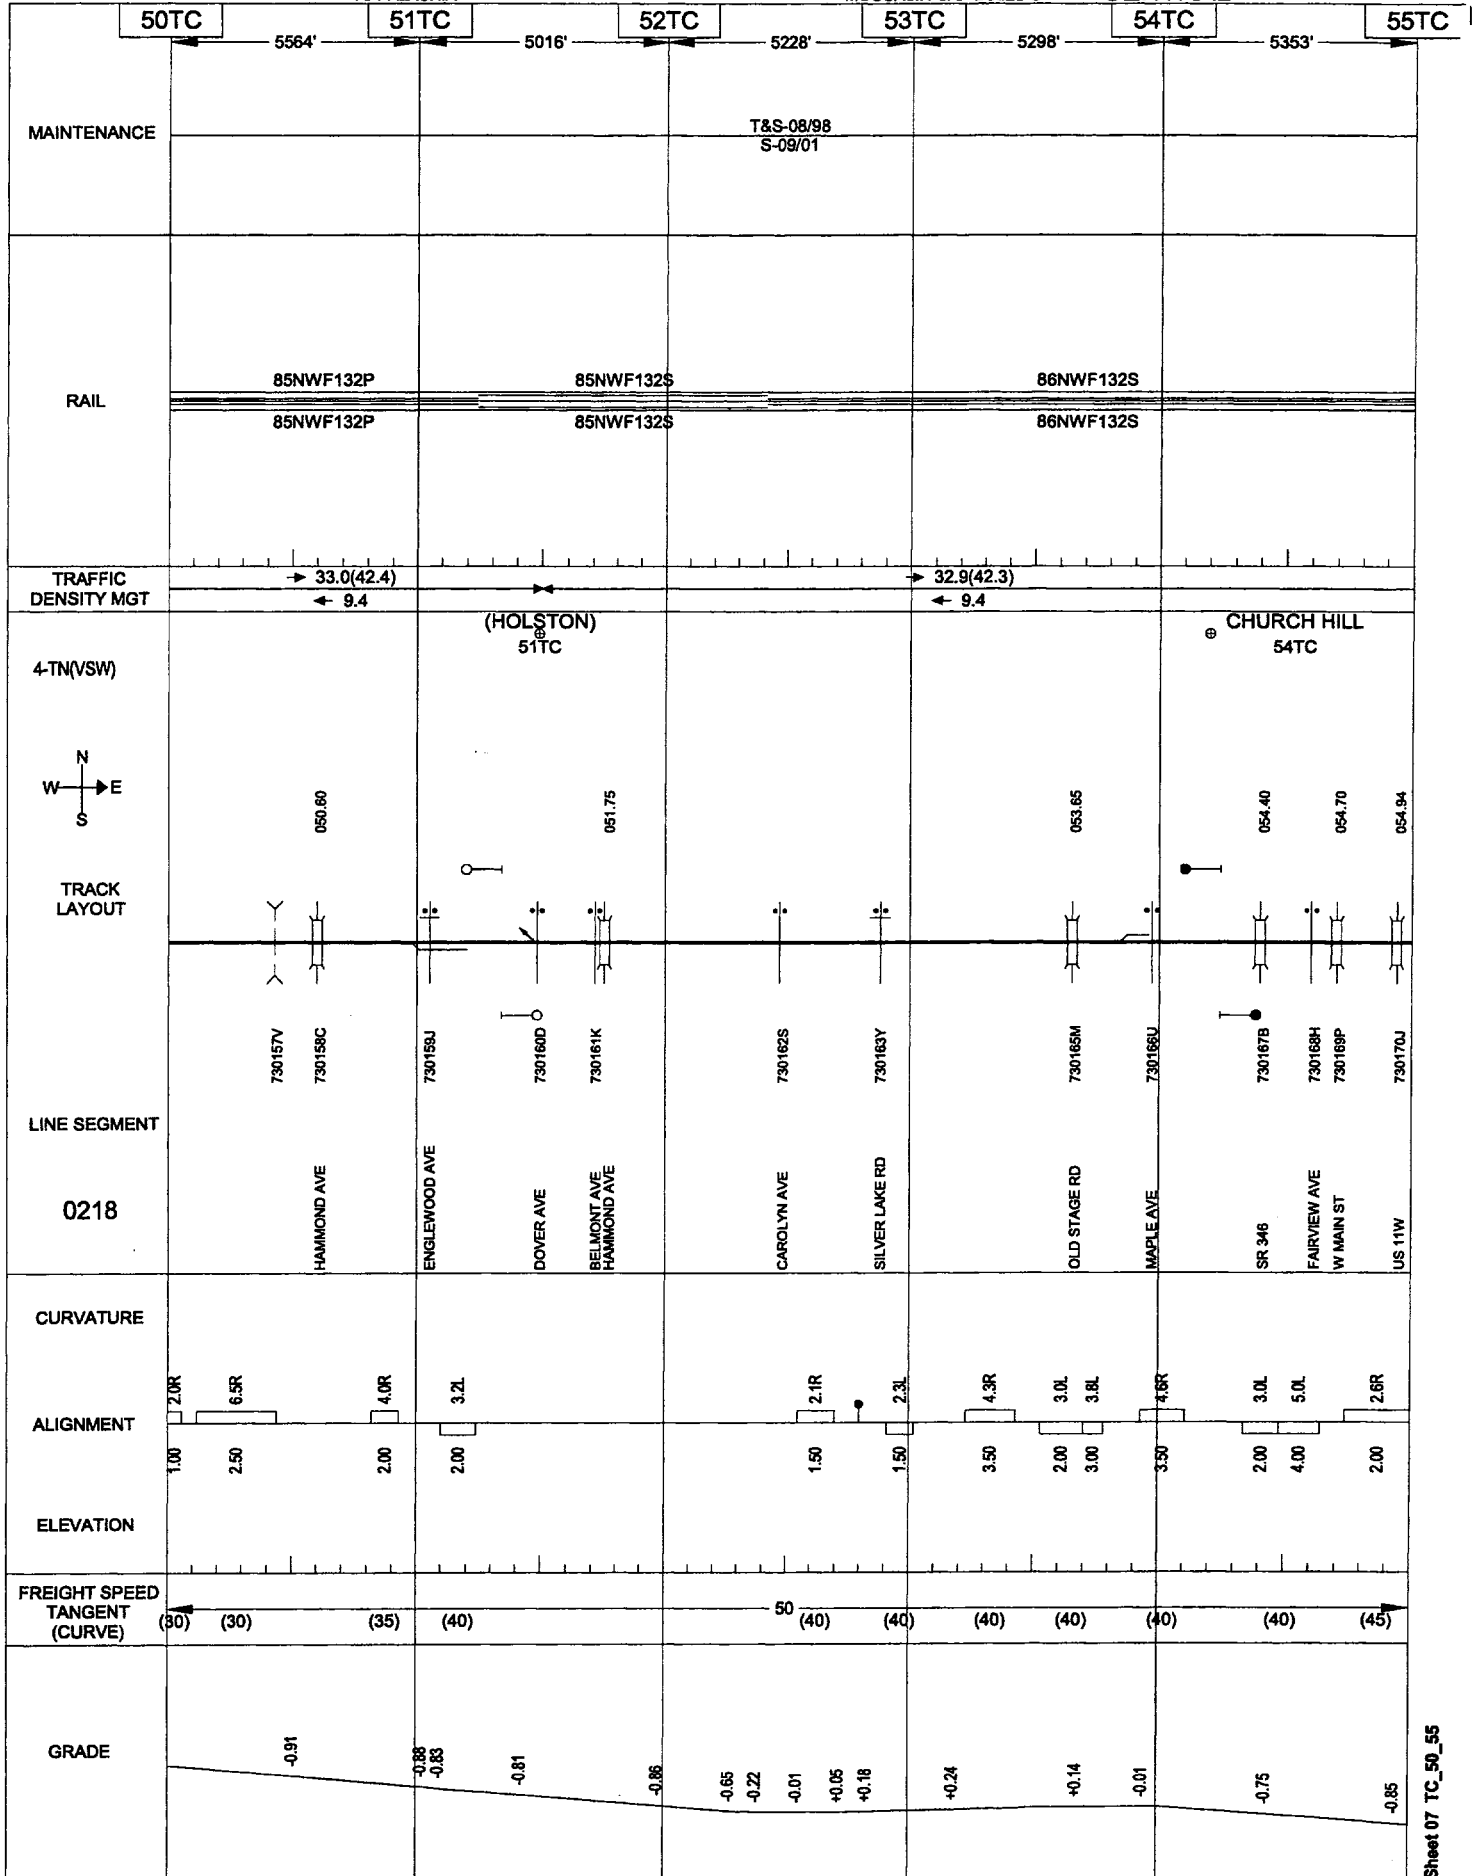 50TC 51TC 52TC 53TC 54TC 55TC
5564' 5016' 5228' 5298' 5353'
MAINTENANCE
T&S-08/98
S-09/01
85NWF132P 85NWF132S 86NWF132S
RAIL
85NWF132P 85NWF132S 86NWF132S
TRAFFIC
DENSITY MGT
33.0(42.4) 32.9(42.3)
9.4 9.4
(HOLSTON) CHURCH HILL
51TC 54TC
4-TN(VSW)
N
W E
S
050.60 051.75 053.65 054.40 054.70 054.94
TRACK
LAYOUT
730157V 730158C 730159J 730160D 730161K 730162S 730163Y 730165M 730166U 730167B 730168H 730169P 730170J
LINE SEGMENT
0218
HAMMOND AVE
ENGLEWOOD AVE
DOVER AVE
BELMONT AVE
HAMMOND AVE
CAROLYN AVE
SILVER LAKE RD
OLD STAGE RD
MAPLE AVE
SR 346
FAIRVIEW AVE
W MAIN ST
US 11W
CURVATURE
2.0R 6.5R 4.0R 3.2L 2.1R 2.3L 4.3R 3.0L 3.8L 4.6R 3.0L 5.0L 2.6R
ALIGNMENT
1.00 2.50 2.00 2.00 1.50 1.50 3.50 2.00 3.00 3.50 2.00 4.00 2.00
ELEVATION
FREIGHT SPEED
TANGENT
(CURVE)
50
(30) (30) (35) (40) (40) (40) (40) (40) (40) (40) (45)
GRADE
-0.91 -0.88 -0.83 -0.81 -0.86 -0.65 -0.22 -0.01 +0.05 +0.18 +0.24 +0.14 -0.01 -0.75 -0.85
Sheet 07 TC_50_55